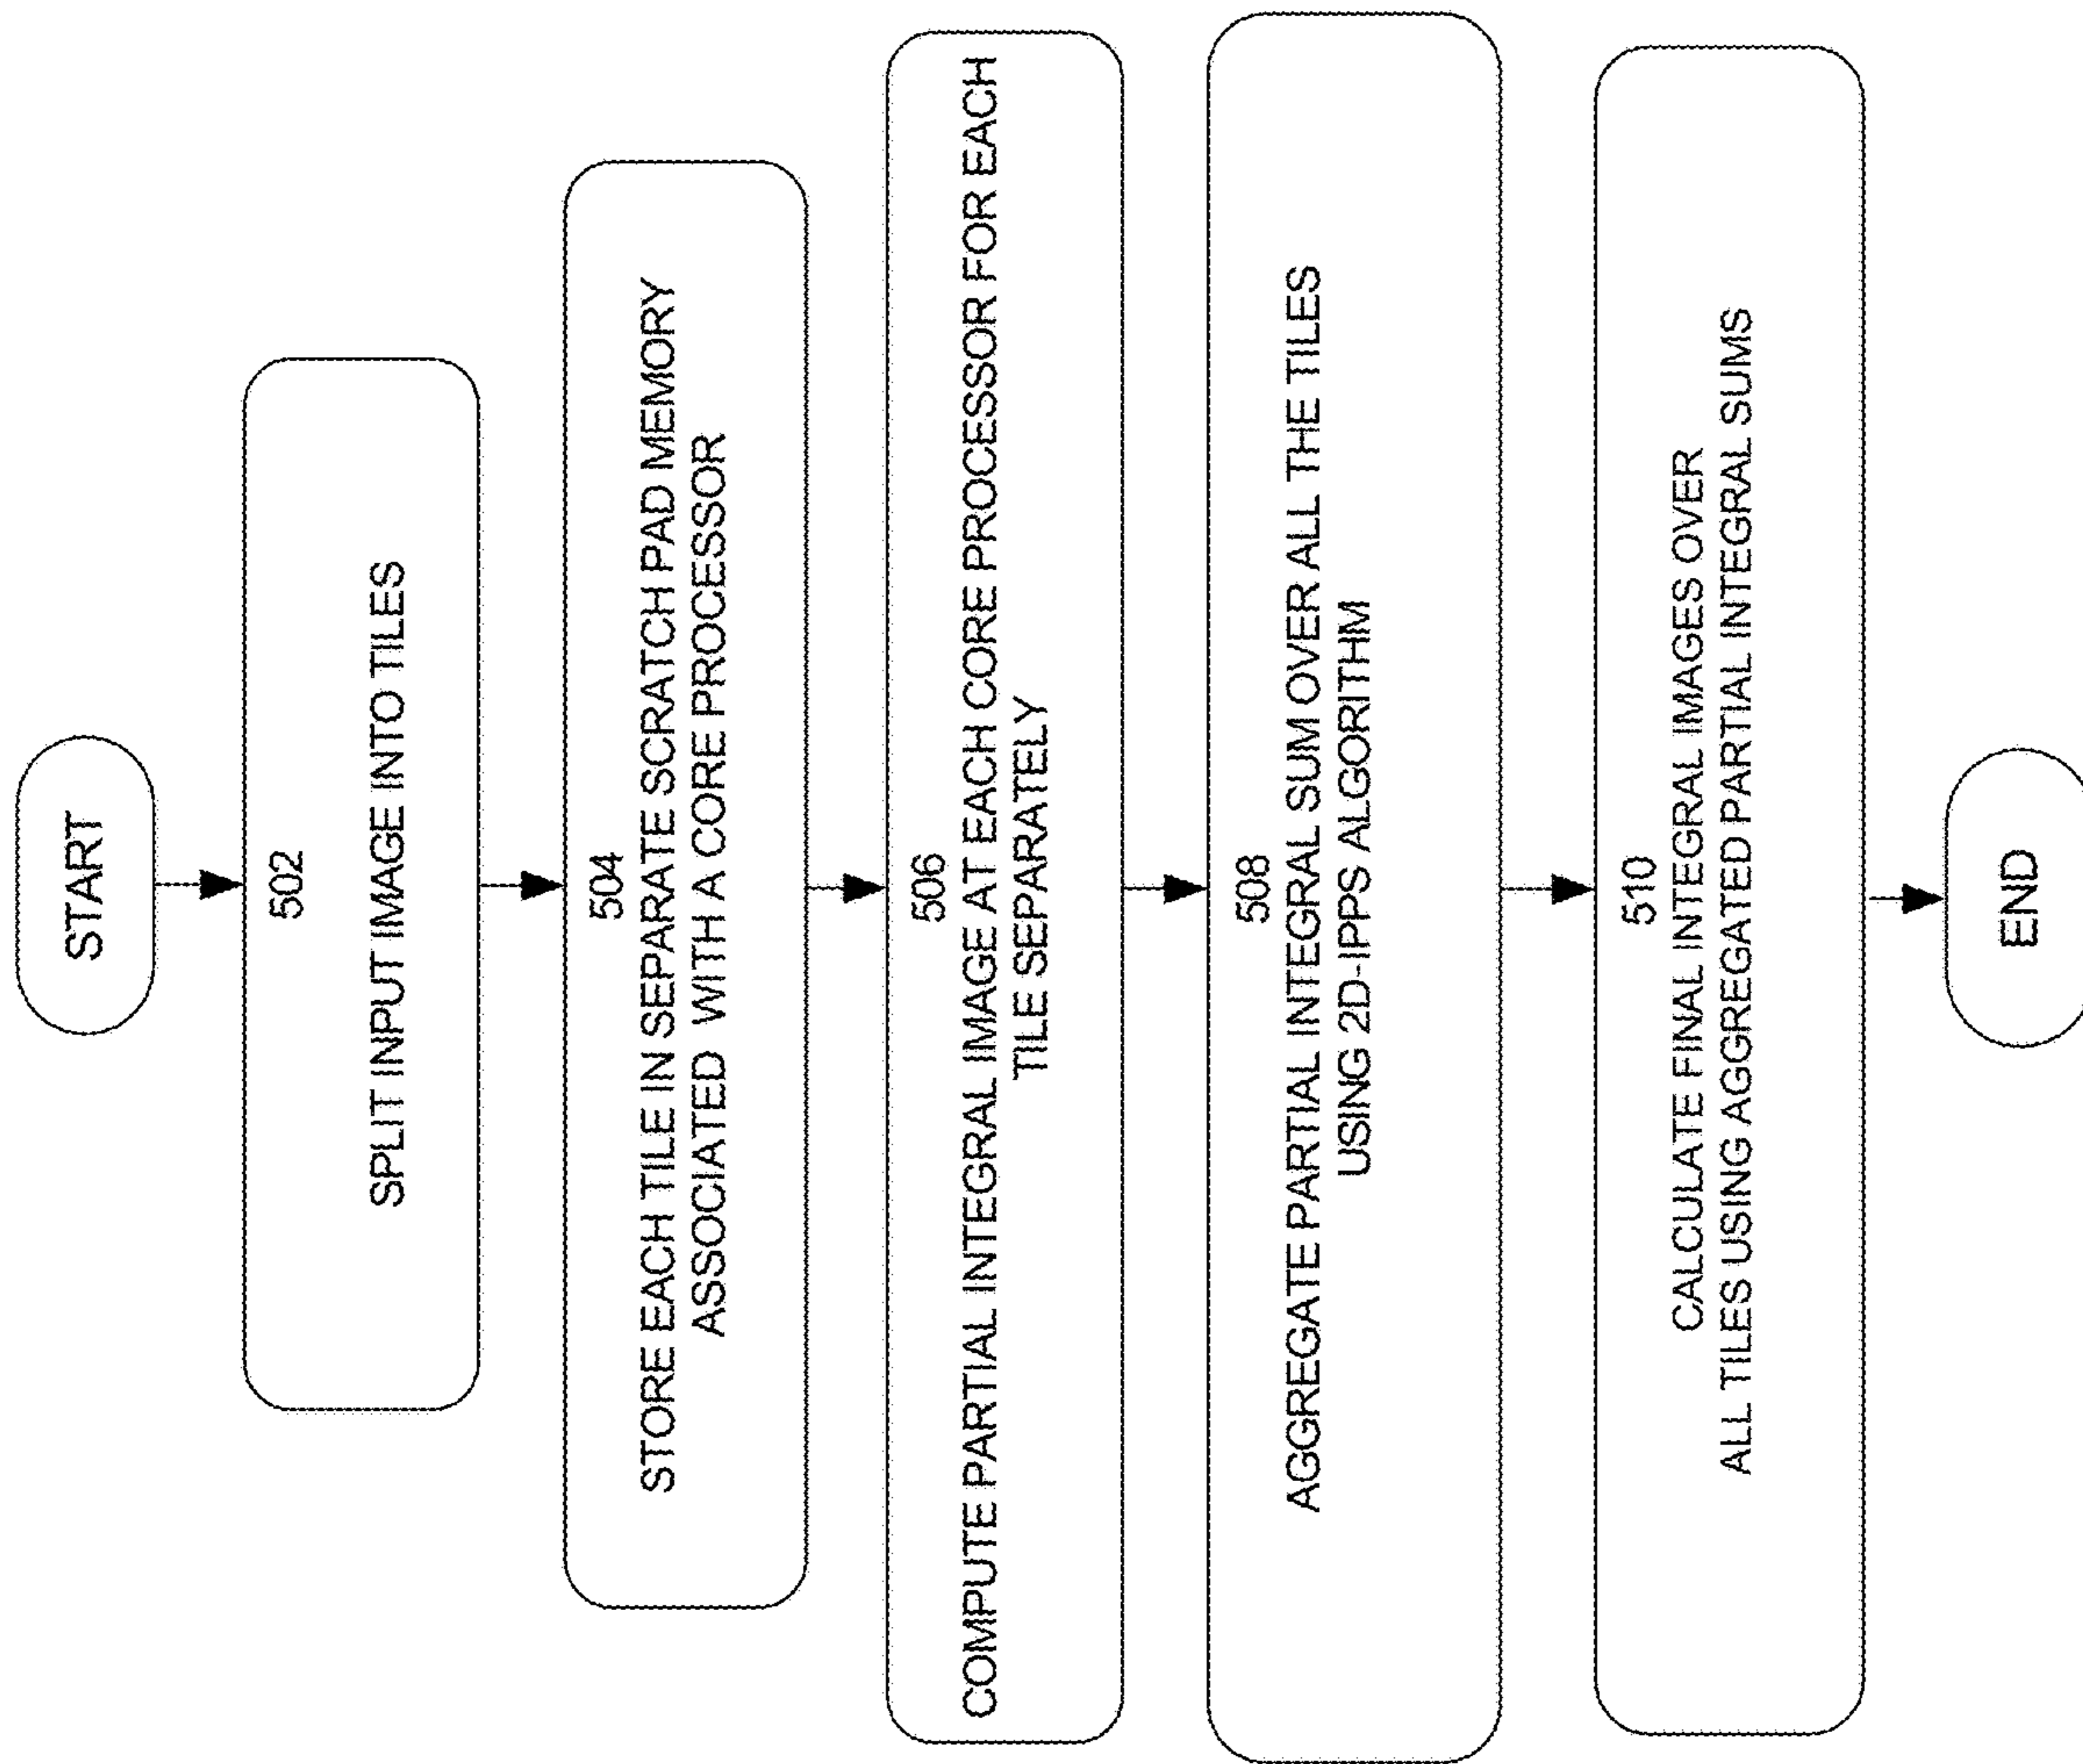 START
502
SPLIT INPUT IMAGE INTO TILES
504
STORE EACH TILE IN SEPARATE SCRATCH PAD MEMORY
ASSOCIATED WITH A CORE PROCESSOR
506
COMPUTE PARTIAL INTEGRAL IMAGE AT EACH CORE PROCESSOR FOR EACH
TILE SEPARATELY
508
AGGREGATE PARTIAL INTEGRAL SUM OVER ALL THE TILES
USING 2D-IPPS ALGORITHM
510
CALCULATE FINAL INTEGRAL IMAGES OVER
ALL TILES USING AGGREGATED PARTIAL INTEGRAL SUMS
END